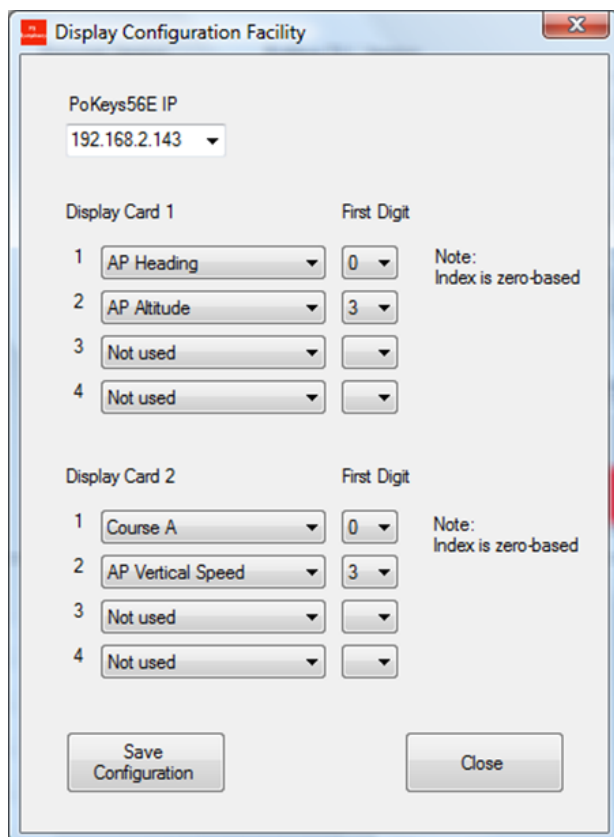 Display Configuration Facility
PoKeys56E IP
192.168.2.143
Display Card 1 First Digit
1 AP Heading 0 Note:
Index is zero-based
2 AP Altitude 3
3 Not used
4 Not used
Display Card 2 First Digit
1 Course A 0 Note:
Index is zero-based
2 AP Vertical Speed 3
3 Not used
4 Not used
Save
Configuration
Close